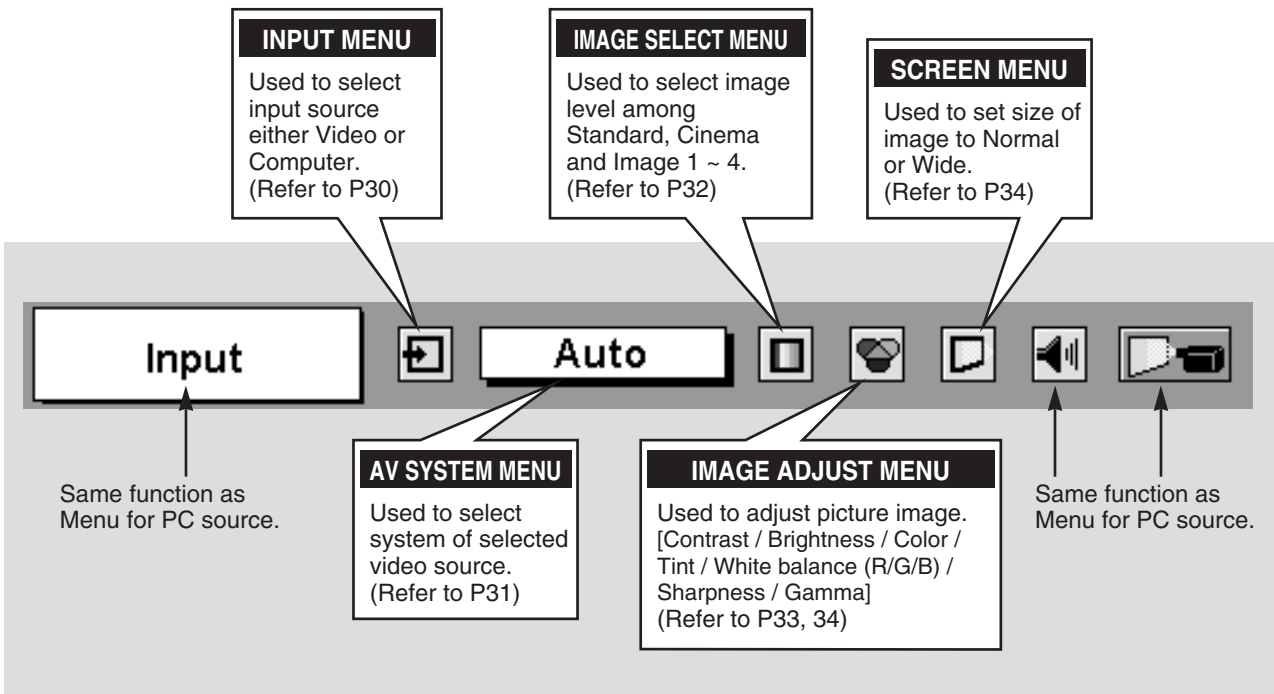 INPUT MENU
Used to select
input source
either Video or
Computer.
(Refer to P30)
IMAGE SELECT MENU
Used to select image
level among
Standard, Cinema
and Image 1 ~ 4.
(Refer to P32)
SCREEN MENU
Used to set size of
image to Normal
or Wide.
(Refer to P34)
Input
Auto
Same function as
Menu for PC source.
AV SYSTEM MENU
Used to select
system of selected
video source.
(Refer to P31)
IMAGE ADJUST MENU
Used to adjust picture image.
[Contrast / Brightness / Color /
Tint / White balance (R/G/B) /
Sharpness / Gamma]
(Refer to P33, 34)
Same function as
Menu for PC source.